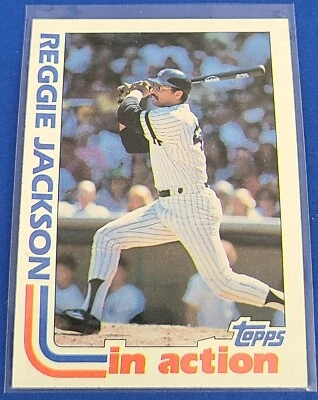 REGGIE JACKSON
Topps
in action